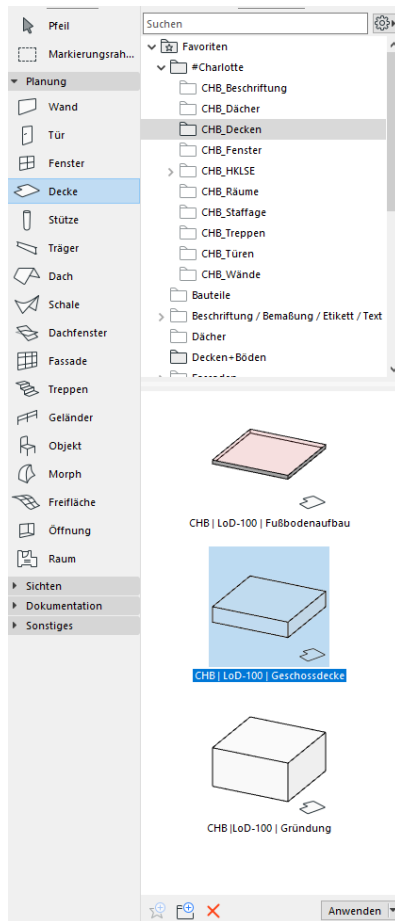 Pfeil
Markierungsrah...
Planung
Wand
Tür
Fenster
Decke
Stütze
Träger
Dach
Schale
Dachfenster
Fassade
Treppen
Geländer
Objekt
Morph
Freifläche
Öffnung
Raum
Sichten
Dokumentation
Sonstiges
Suchen
Favoriten
#Charlotte
CHB_Beschriftung
CHB_Dächer
CHB_Decken
CHB_Fenster
CHB_HKLSE
CHB_Räume
CHB_Staffage
CHB_Treppen
CHB_Türen
CHB_Wände
Bauteile
Beschriftung / Bemaßung / Etikett / Text
Dächer
Decken+Böden
CHB | LoD-100 | Fußbodenaufbau
CHB | LoD-100 | Geschossdecke
CHB |LoD-100 | Gründung
Anwenden